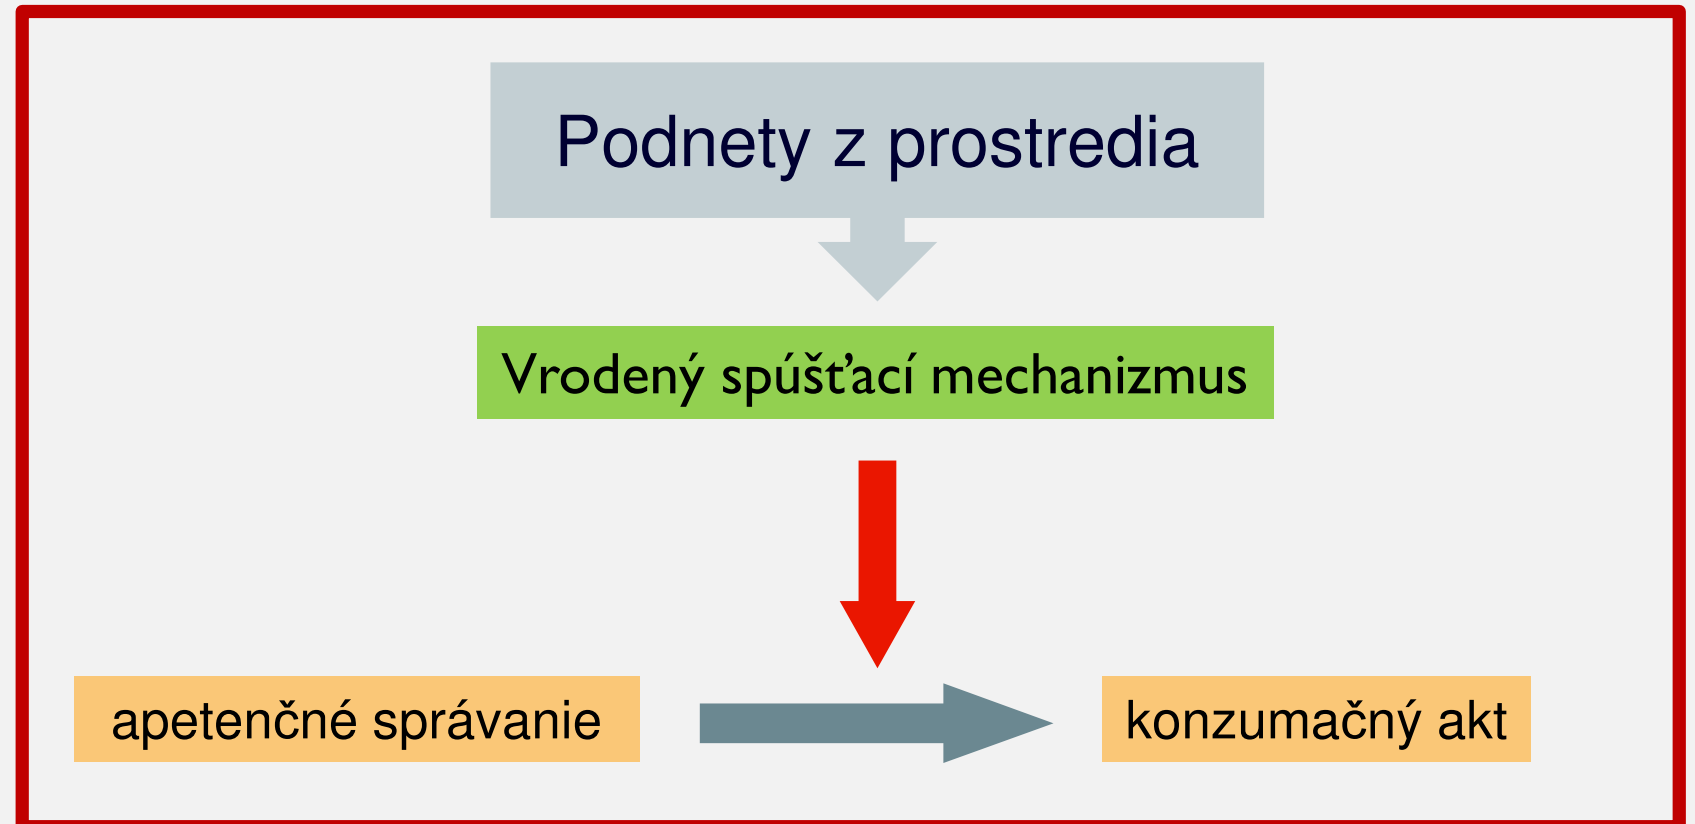 Podnety z prostredia
Vrodený spúšťací mechanizmus
apetenčné správanie
konzumačný akt